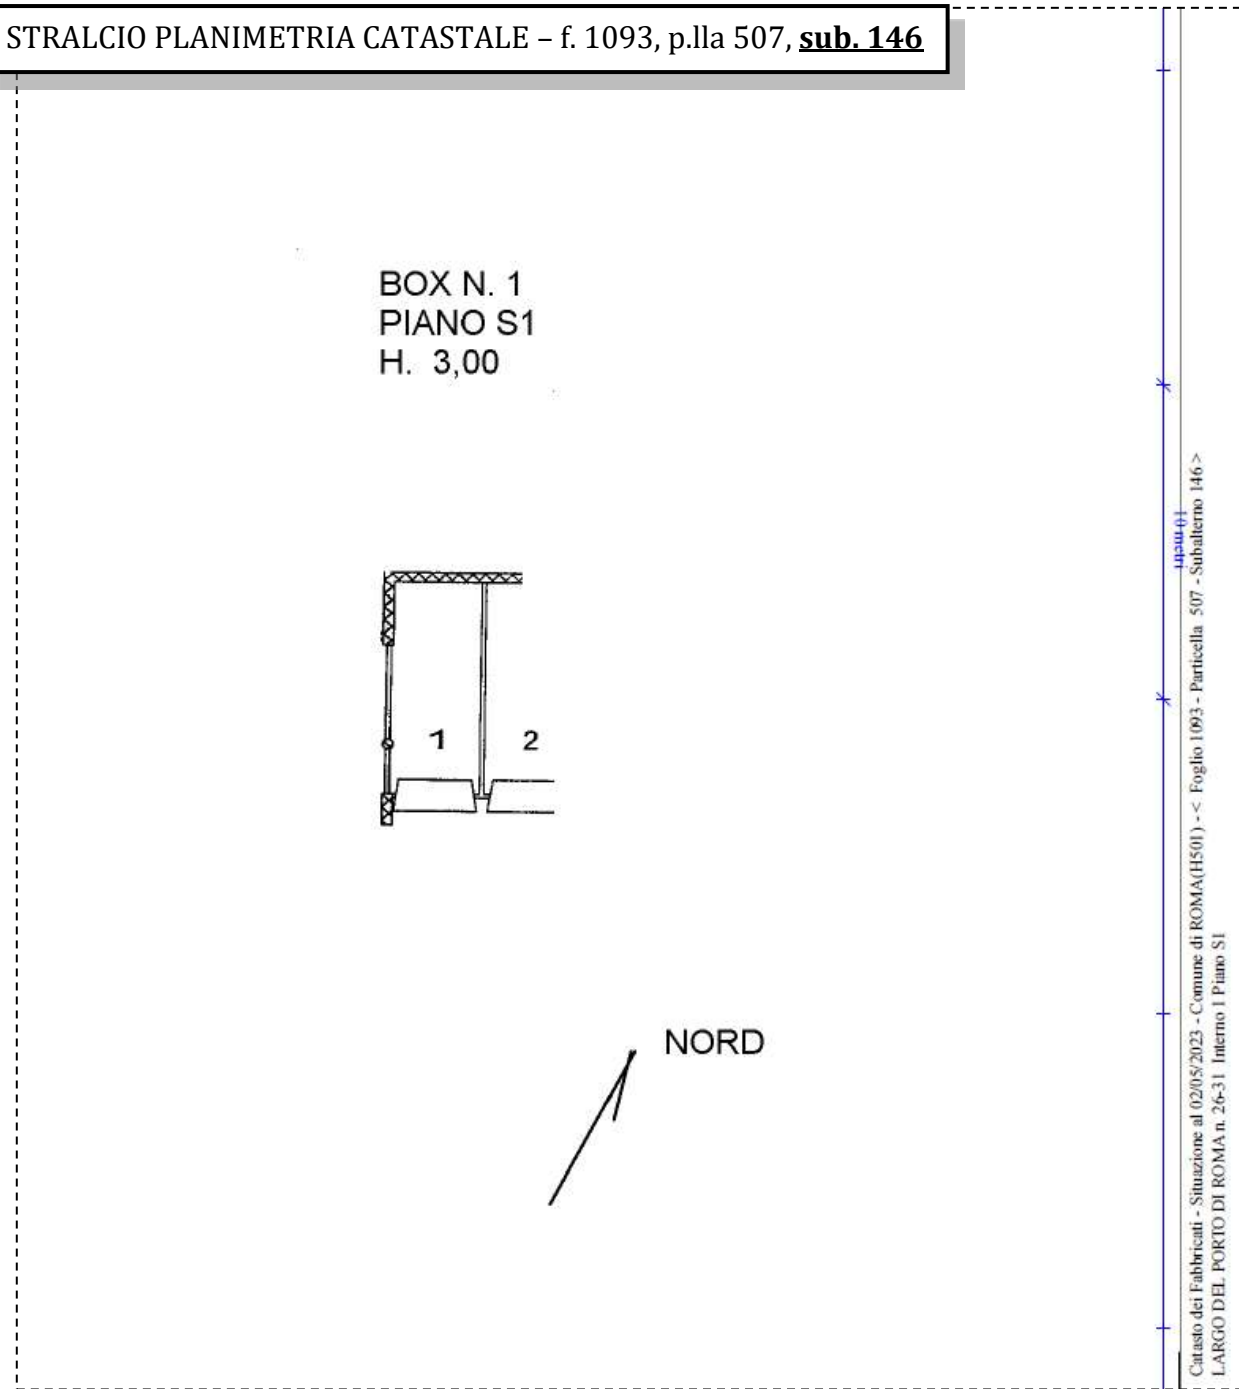 STRALCIO PLANIMETRIA CATASTALE – f. 1093, p.lla 507, sub. 146
BOX N. 1
PIANO S1
H. 3,00
1
2
NORD
10 metri
Catasto dei Fabbricati - Situazione al 02/05/2023 - Comune di ROMA(H501) - < Foglio 1093 - Particella 507 - Subalterno 146 >
LARGO DEL PORTO DI ROMA n. 26-31 Interno 1 Piano S1